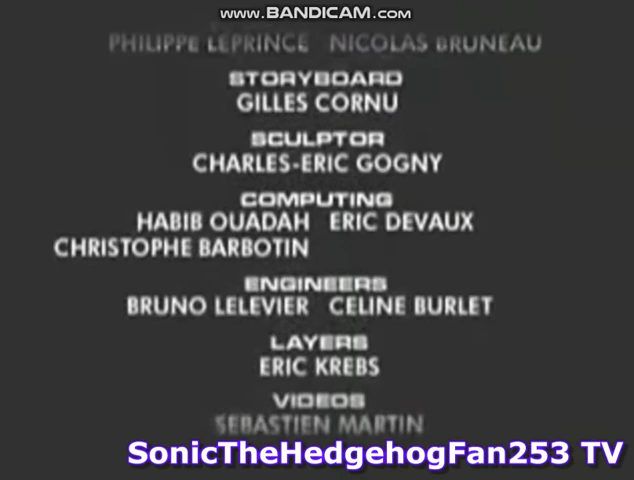 www.BANDICAM.com
PHILIPPE LEPRINCE NICOLAS BRUNEAU
STORYBOARD
GILLES CORNU
SCULPTOR
CHARLES-ERIC GOGNY
COMPUTING
HABIB OUADAH ERIC DEVAUX
CHRISTOPHE BARBOTIN
ENGINEERS
BRUNO LELEVIER CELINE BURLET
LAYERS
ERIC KREBS
VIDEOS
SEBASTIEN MARTIN
SonicTheHedgehogFan253 TV